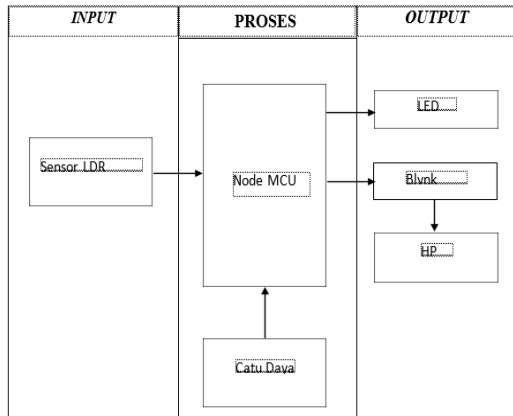 INPUT
PROSES
OUTPUT
Sensor LDR
Node MCU
Catu Daya
LED
Blynk
HP